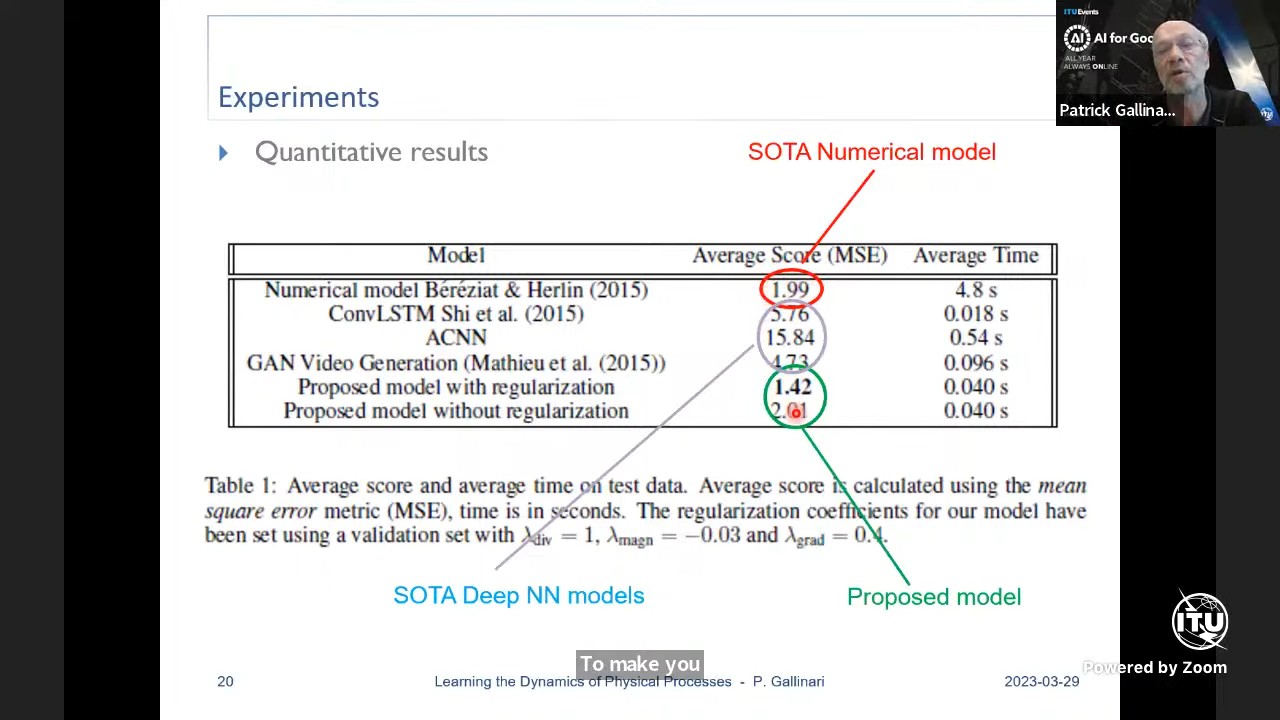 ITUEvents
AI
AI for Goo
ALL YEAR
ALWAYS ONLINE
Patrick Gallina...
Experiments
Quantitative results
SOTA Numerical model
Model Average Score (MSE) Average Time
Numerical model Béréziat & Herlin (2015) 1.99 4.8 s
ConvLSTM Shi et al. (2015) 5.76 0.018 s
ACNN 15.84 0.54 s
GAN Video Generation (Mathieu et al. (2015)) 4.73 0.096 s
Proposed model with regularization 1.42 0.040 s
Proposed model without regularization 2.01 0.040 s
Table 1: Average score and average time on test data. Average score is calculated using the mean
square error metric (MSE), time is in seconds. The regularization coefficients for our model have
been set using a validation set with λdiv = 1, λmagn = −0.03 and λgrad = 0.4.
SOTA Deep NN models
Proposed model
ITU
To make you
Powered by Zoom
20 Learning the Dynamics of Physical Processes - P. Gallinari 2023-03-29